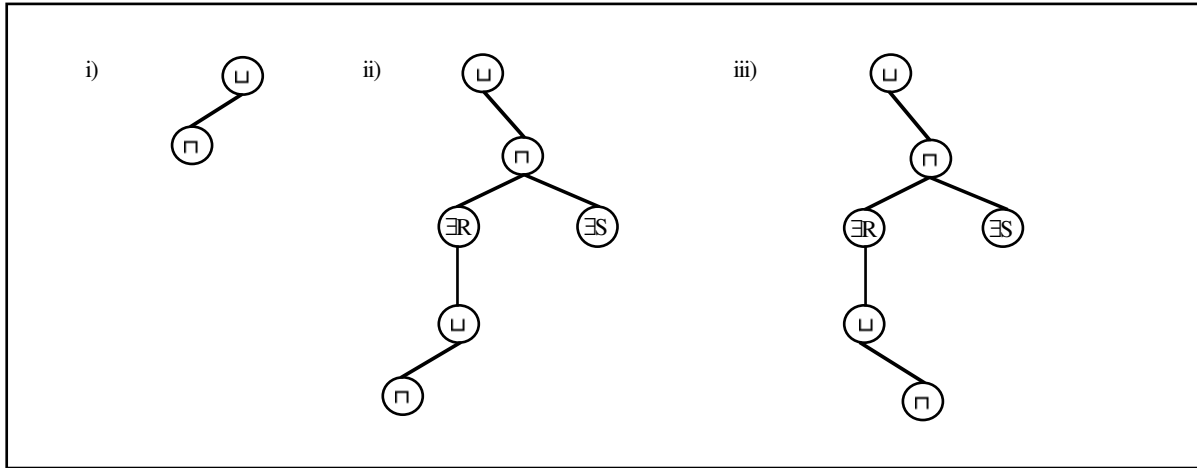 i) ii) iii)
⊔ ⊔ ⊔
⊓ ⊓ ⊓
∃R ∃S ∃R ∃S
⊔ ⊔
⊓ ⊓